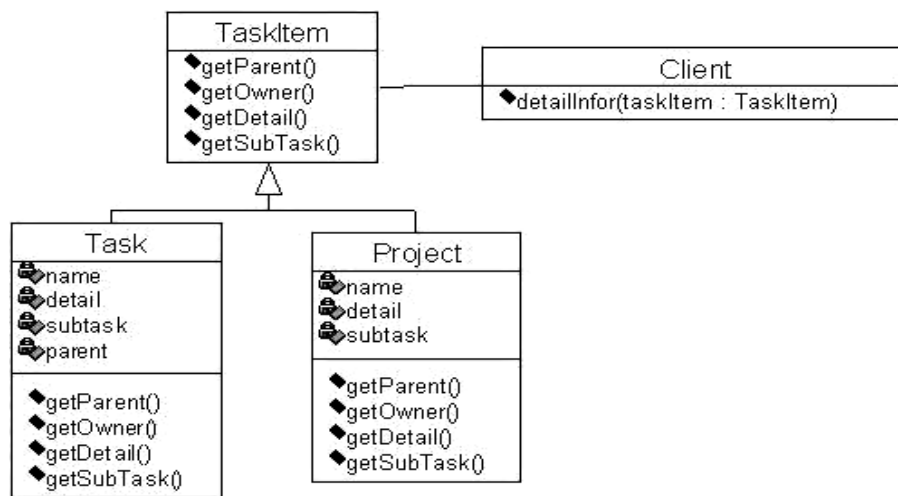 TaskItem
getParent()
getOwner()
getDetail()
getSubTask()
Client
detailInfor(taskItem : TaskItem)
Task
name
detail
subtask
parent
getParent()
getOwner()
getDetail()
getSubTask()
Project
name
detail
subtask
getParent()
getOwner()
getDetail()
getSubTask()